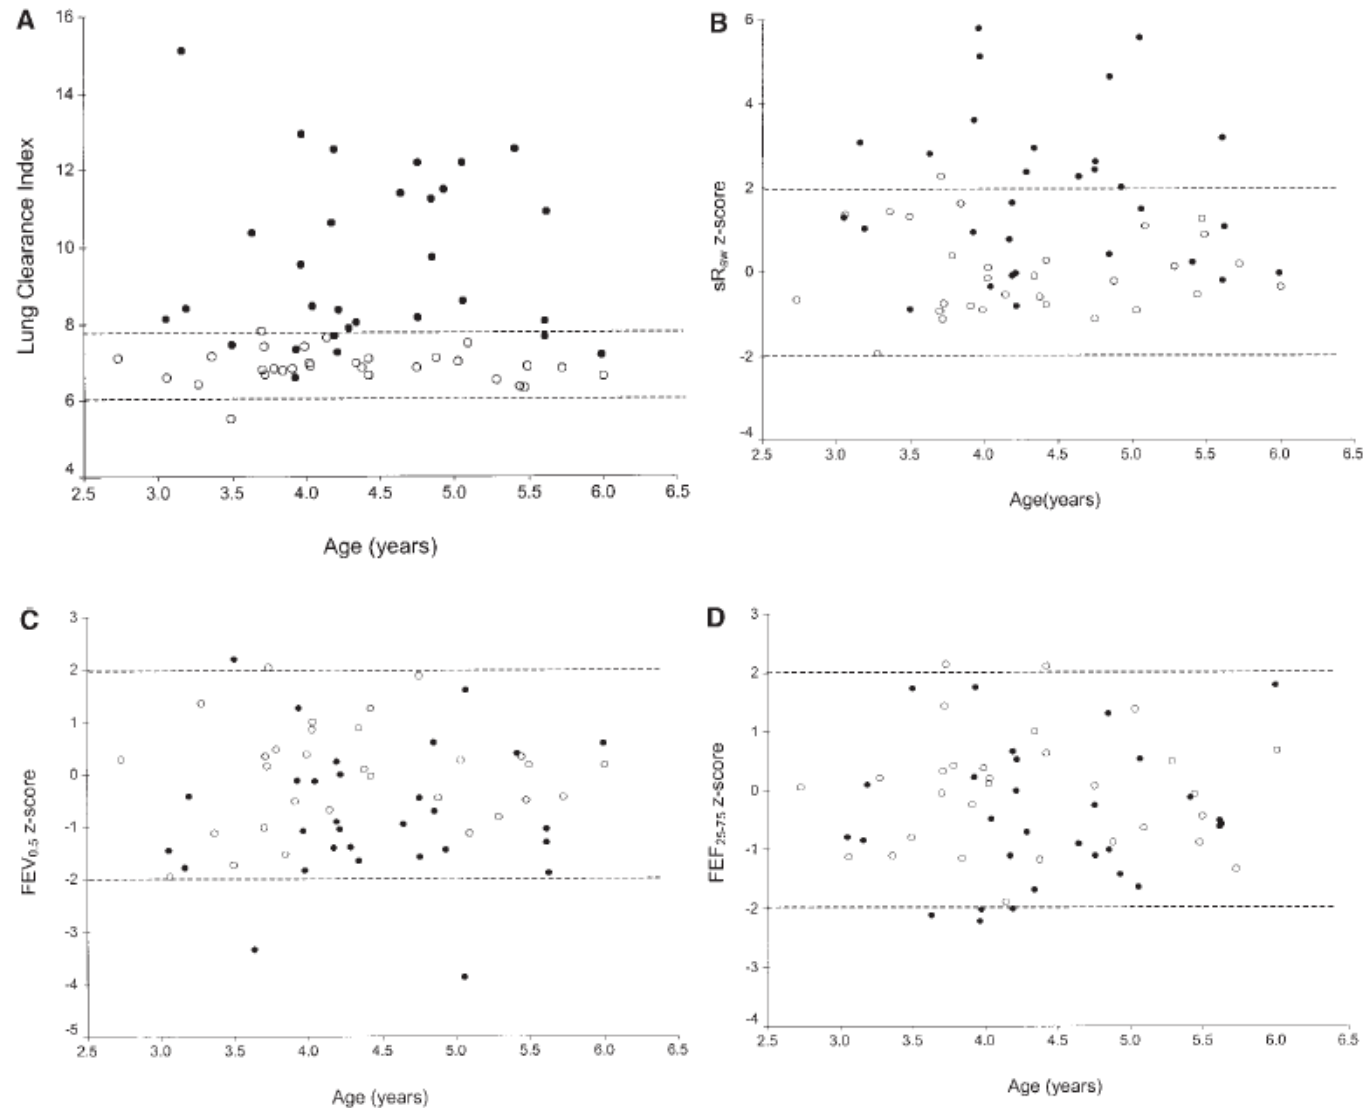 A
16
14
12
10
8
6
4
Lung Clearance Index
2.5 3.0 3.5 4.0 4.5 5.0 5.5 6.0 6.5
Age (years)
B
6
4
2
0
-2
-4
sRaw z-score
2.5 3.0 3.5 4.0 4.5 5.0 5.5 6.0 6.5
Age(years)
C
3
2
1
0
-1
-2
-3
-4
-5
FEV0.5 z-score
2.5 3.0 3.5 4.0 4.5 5.0 5.5 6.0 6.5
Age (years)
D
3
2
1
0
-1
-2
-3
-4
FEF25-75 z-score
2.5 3.0 3.5 4.0 4.5 5.0 5.5 6.0 6.5
Age (years)